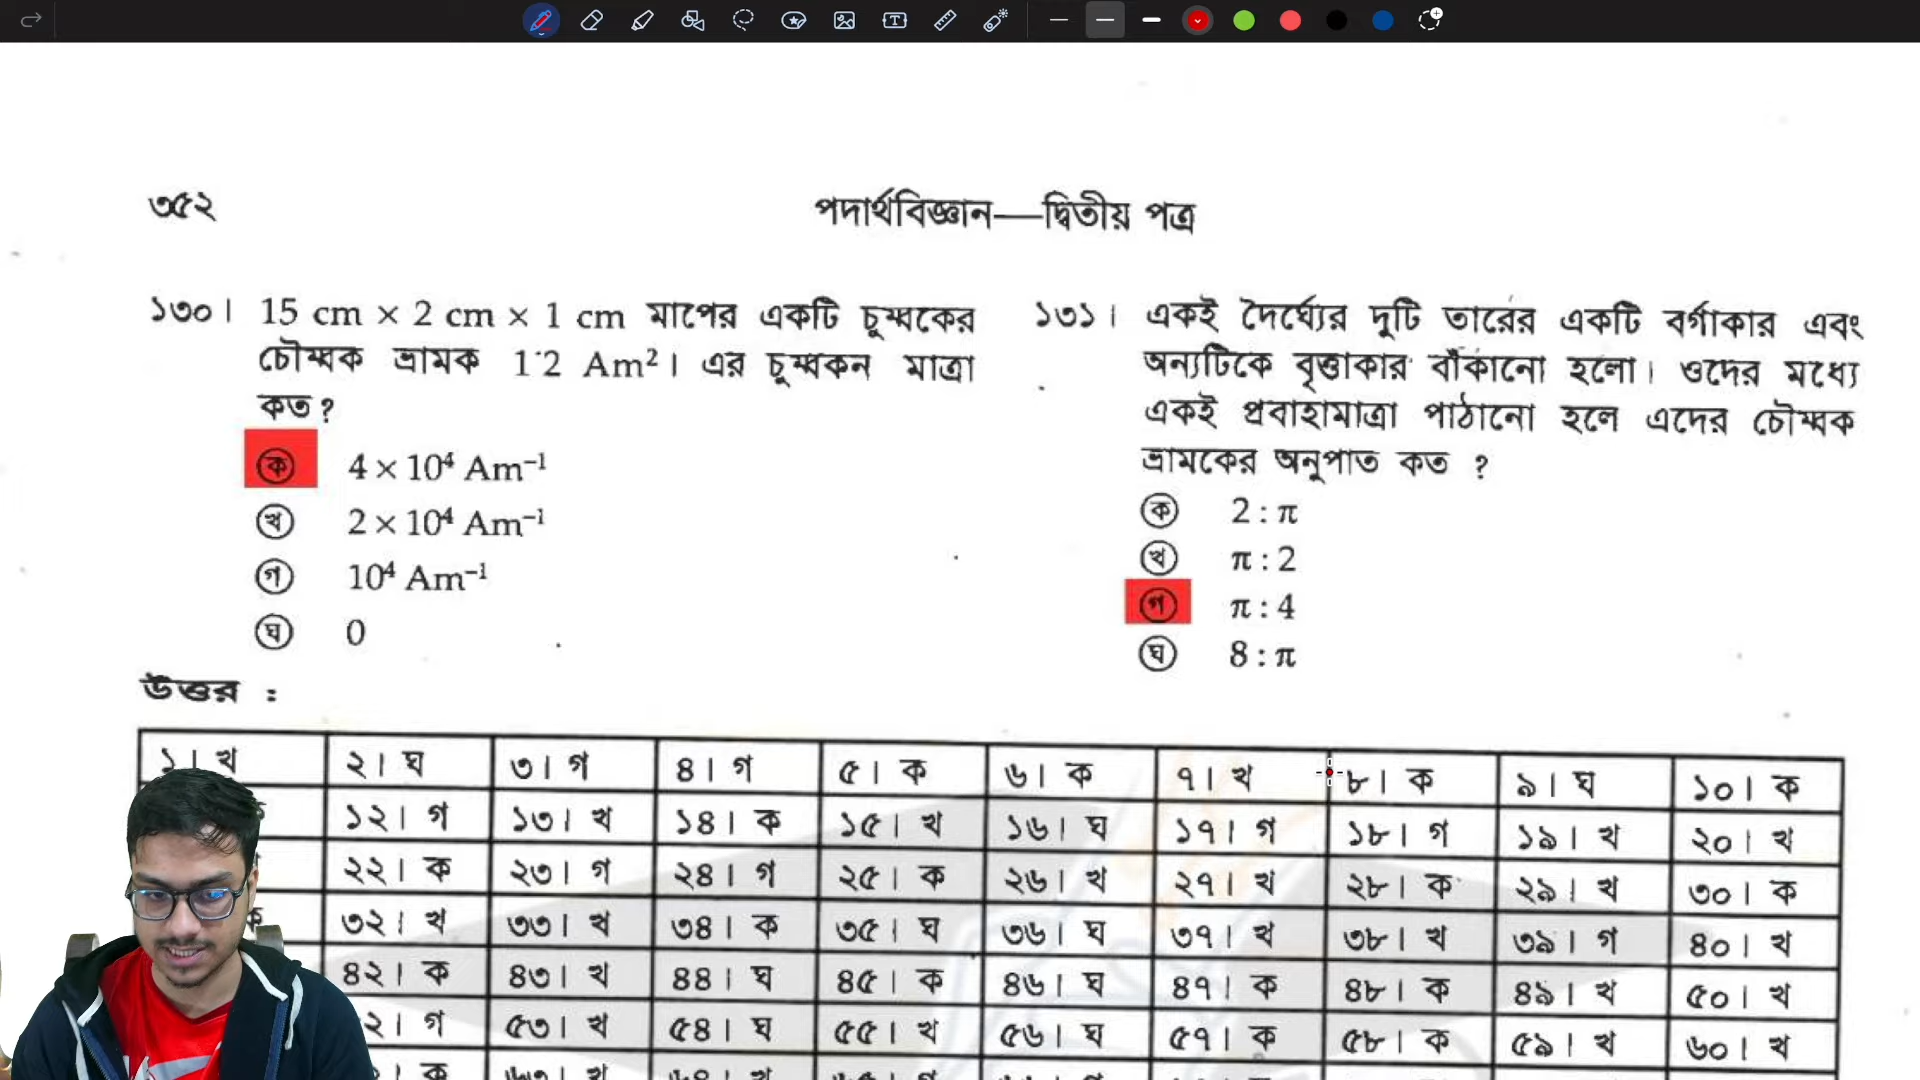 ৩৫২
পদার্থবিজ্ঞান—দ্বিতীয় পত্র
১৩০। 15 cm × 2 cm × 1 cm মাপের একটি চুম্বকের
চৌম্বক ভ্রামক 1·2 Am²। এর চুম্বকন মাত্রা
কত?
ক 4 × 10⁴ Am⁻¹
খ 2 × 10⁴ Am⁻¹
গ 10⁴ Am⁻¹
ঘ 0
১৩১। একই দৈর্ঘ্যের দুটি তারের একটি বর্গাকার এবং
অন্যটিকে বৃত্তাকার বাঁকানো হলো। ওদের মধ্যে
একই প্রবাহমাত্রা পাঠানো হলে এদের চৌম্বক
ভ্রামকের অনুপাত কত ?
ক 2 : π
খ π : 2
গ π : 4
ঘ 8 : π
উত্তর :
১। খ ২। ঘ ৩। গ ৪। গ ৫। ক ৬। ক ৭। খ ৮। ক ৯। ঘ ১০। ক
১২। গ ১৩। খ ১৪। ক ১৫। খ ১৬। ঘ ১৭। গ ১৮। গ ১৯। খ ২০। খ
২২। ক ২৩। গ ২৪। গ ২৫। ক ২৬। খ ২৭। খ ২৮। ক ২৯। খ ৩০। ক
ক ৩২। খ ৩৩। খ ৩৪। ক ৩৫। ঘ ৩৬। ঘ ৩৭। খ ৩৮। খ ৩৯। গ ৪০। খ
৪২। ক ৪৩। খ ৪৪। ঘ ৪৫। ক ৪৬। ঘ ৪৭। ক ৪৮। ক ৪৯। খ ৫০। খ
২। গ ৫৩। খ ৫৪। ঘ ৫৫। খ ৫৬। ঘ ৫৭। ক ৫৮। ক ৫৯। খ ৬০। খ